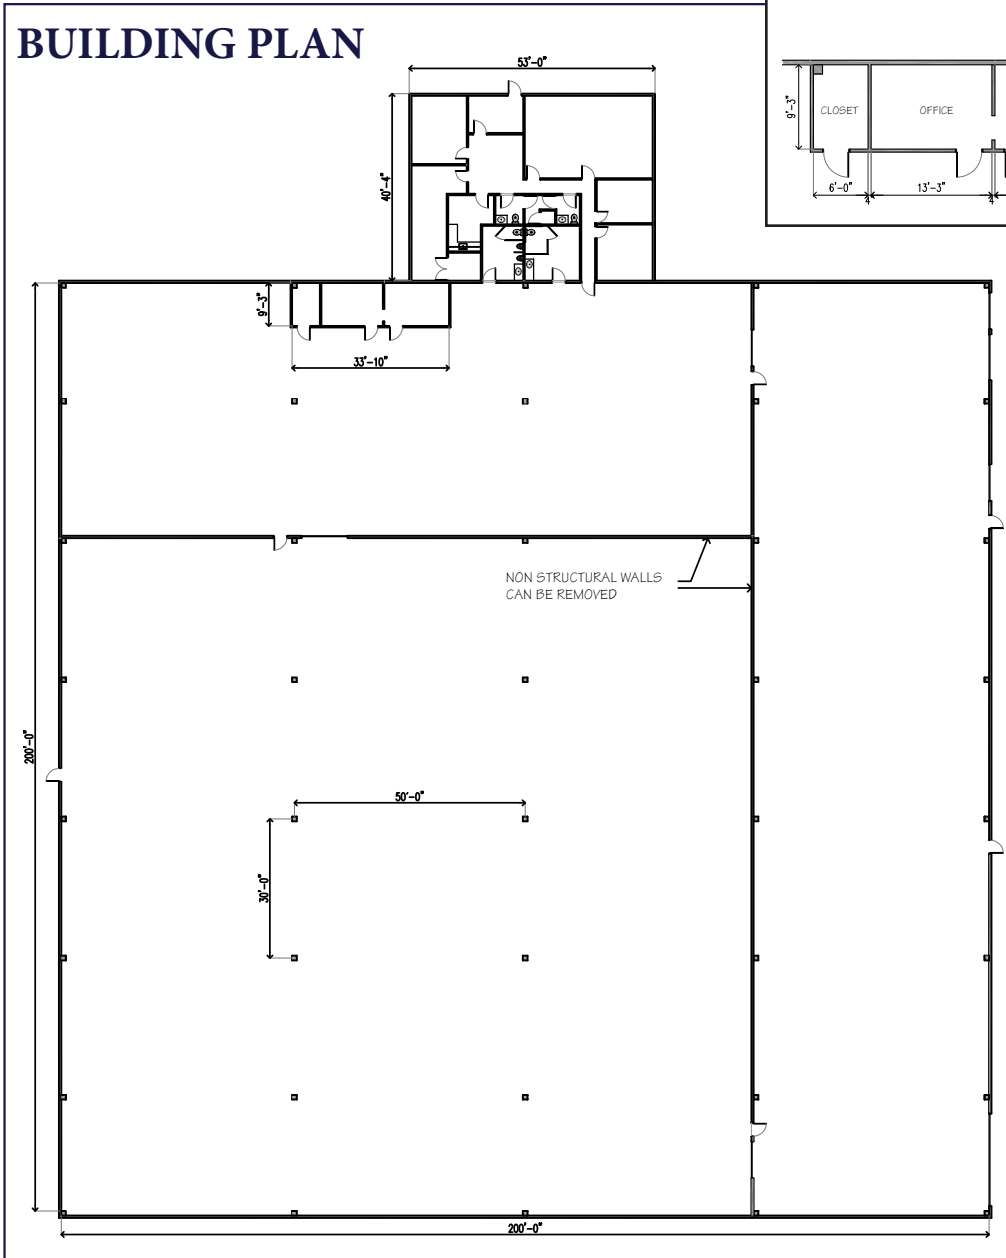 BUILDING PLAN
53'-0"
9'-3"
CLOSET
OFFICE
6'-0"
13'-3"
40'-4"
9'-3"
33'-10"
NON STRUCTURAL WALLS
CAN BE REMOVED
200'-0"
50'-0"
30'-0"
200'-0"